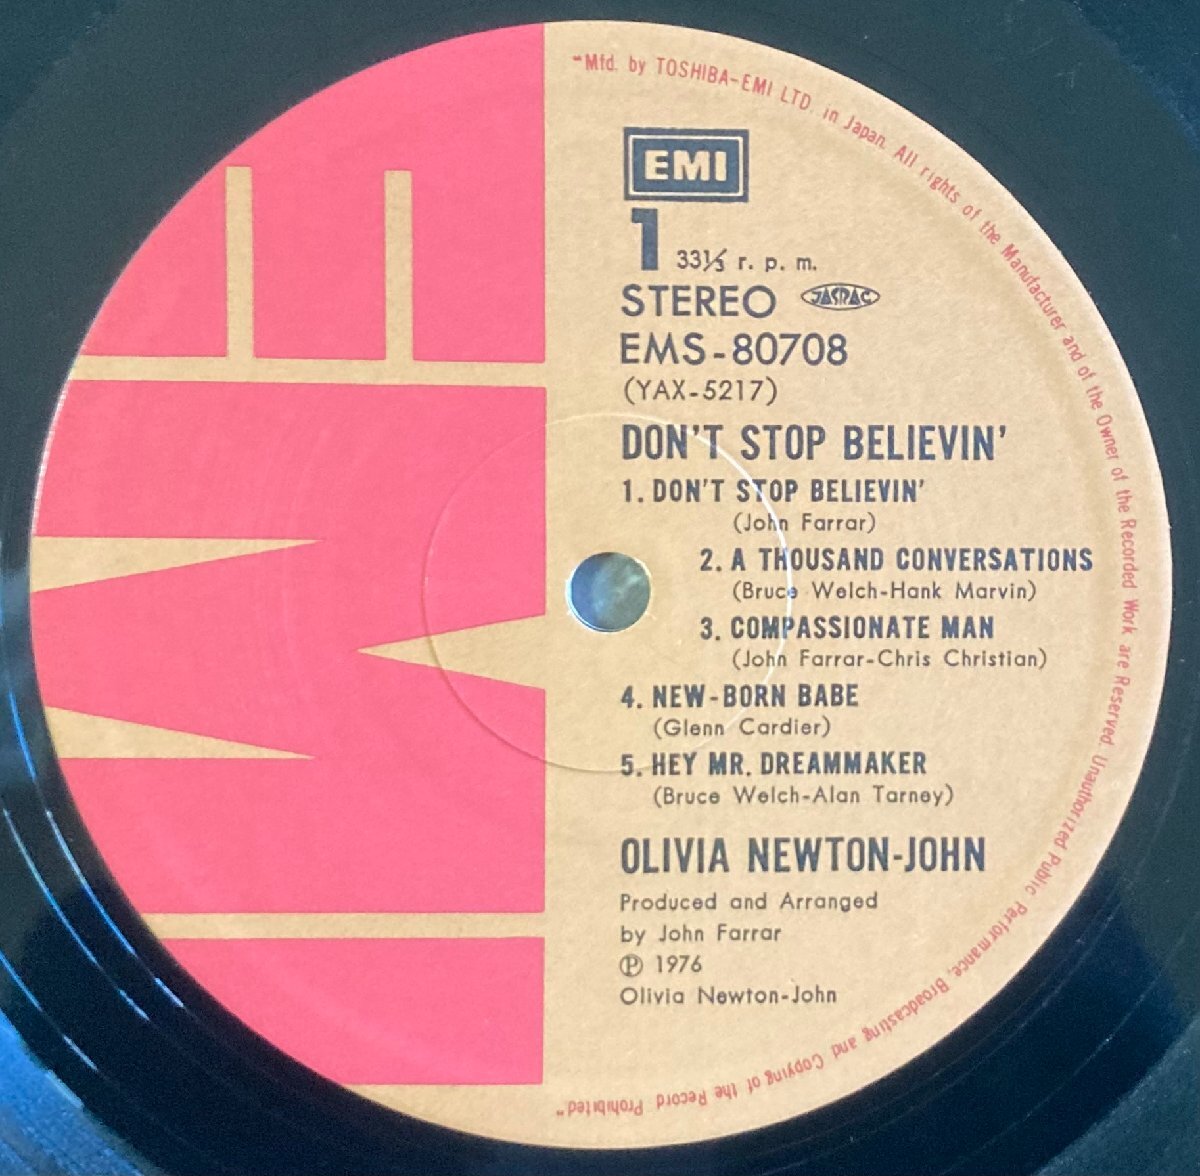 "Mfd. by TOSHIBA-EMI LTD. in Japan. All rights of the Manufacturer and of the Owner of the Recorded Work are Reserved. Unauthorized Public Performance, Broadcasting and Copying of the Record Prohibited"
EMI
1 33⅓ r. p. m.
STEREO JASRAC
EMS-80708
(YAX-5217)
DON'T STOP BELIEVIN'
1. DON'T STOP BELIEVIN'
(John Farrar)
2. A THOUSAND CONVERSATIONS
(Bruce Welch-Hank Marvin)
3. COMPASSIONATE MAN
(John Farrar-Chris Christian)
4. NEW-BORN BABE
(Glenn Cardier)
5. HEY MR. DREAMMAKER
(Bruce Welch-Alan Tarney)
OLIVIA NEWTON-JOHN
Produced and Arranged
by John Farrar
℗ 1976
Olivia Newton-John
EMI